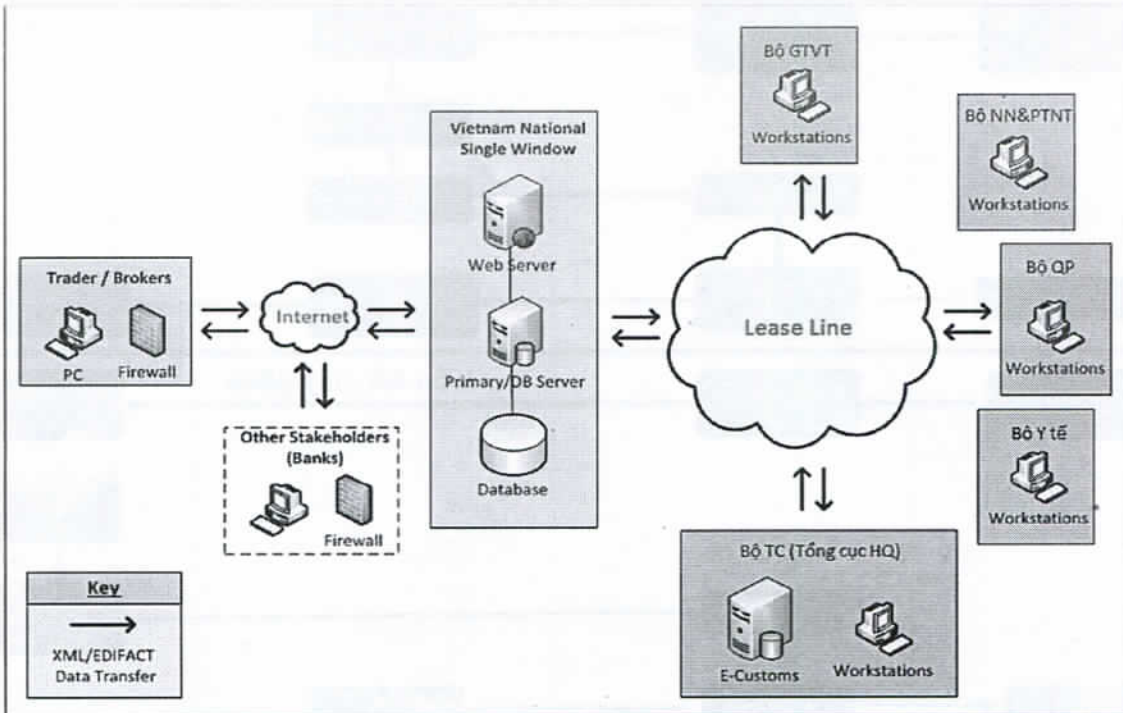 Trader / Brokers
PC
Firewall
Internet
Other Stakeholders
(Banks)
Firewall
Key
XML/EDIFACT
Data Transfer
Vietnam National
Single Window
Web Server
Primary/DB Server
Database
Lease Line
Bộ GTVT
Workstations
Bộ NN&PTNT
Workstations
Bộ QP
Workstations
Bộ Y tế
Workstations
Bộ TC (Tổng cục HQ)
E-Customs
Workstations